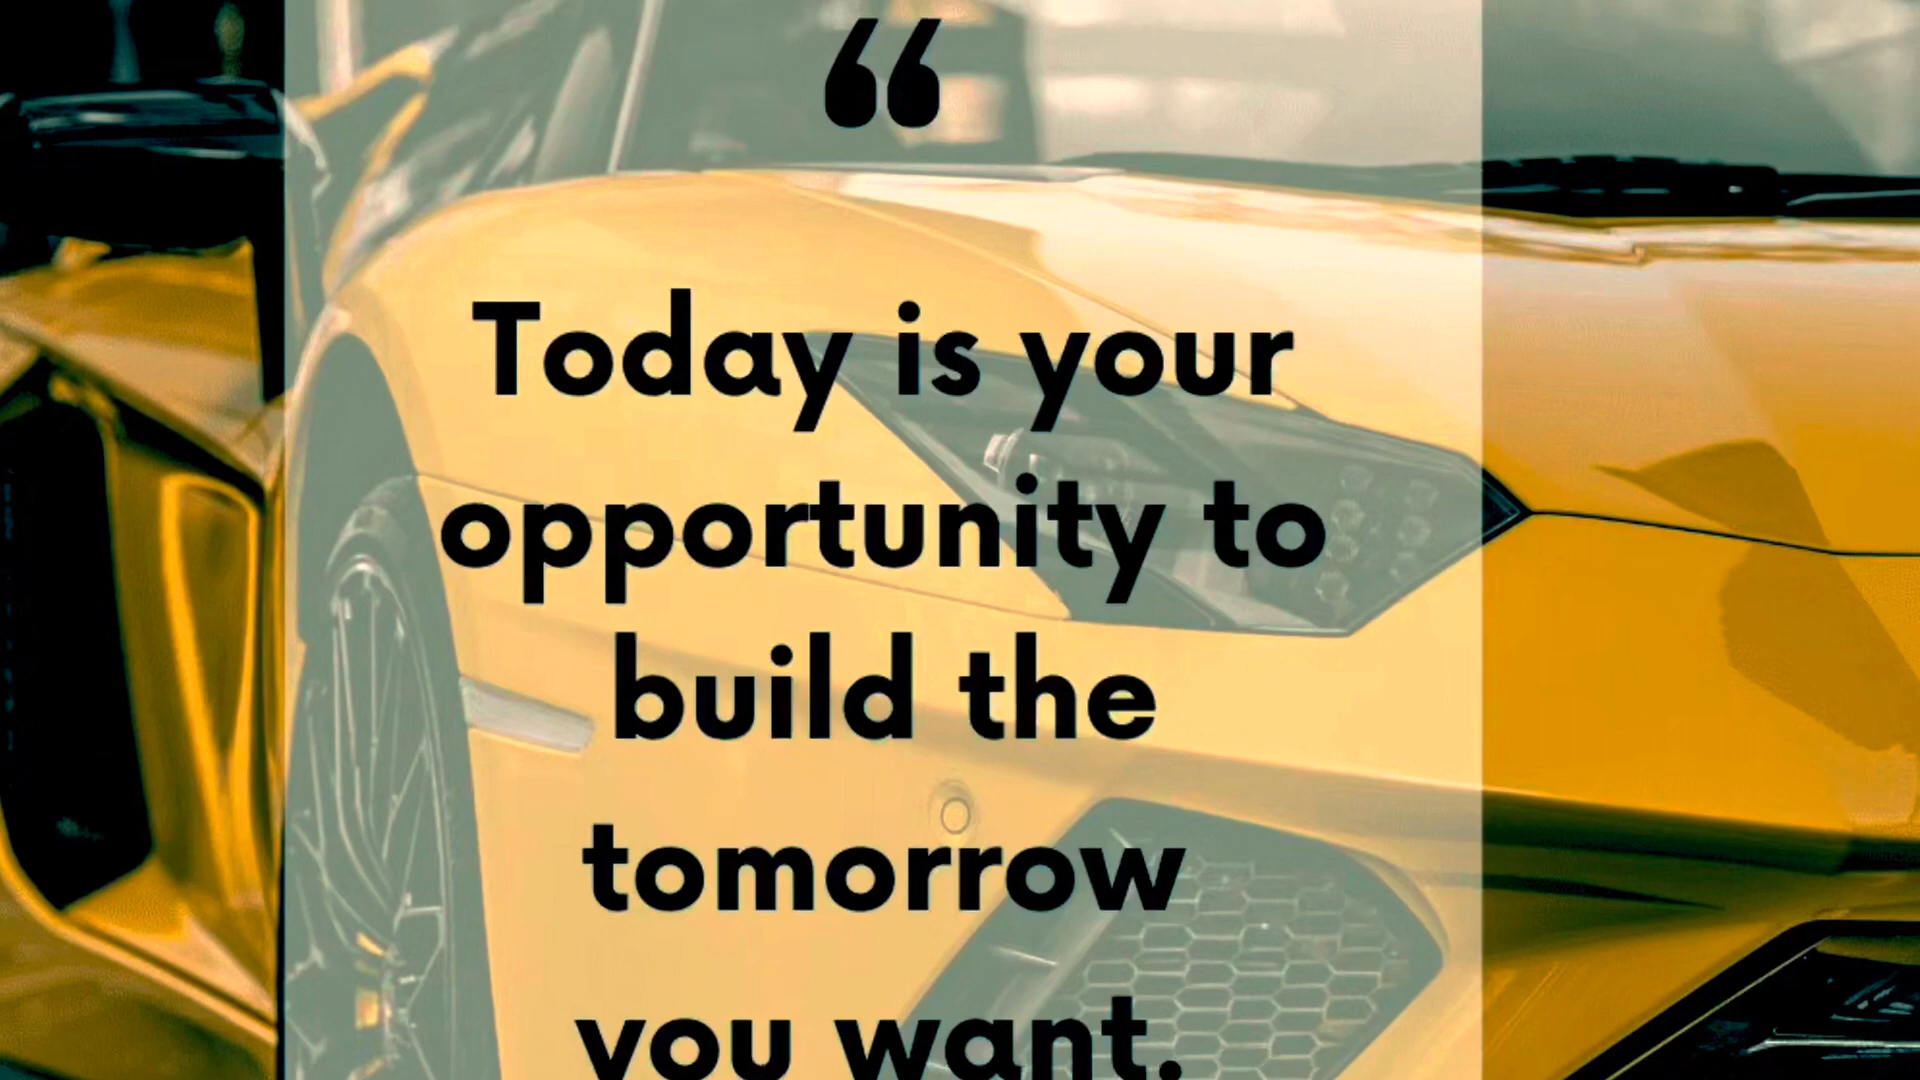 “
Today is your
opportunity to
build the
tomorrow
you want.